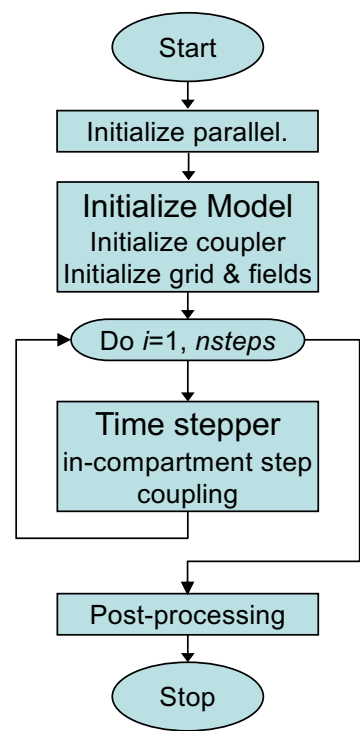 Start
Initialize parallel.
Initialize Model
Initialize coupler
Initialize grid & fields
Do i=1, nsteps
Time stepper
in-compartment step
coupling
Post-processing
Stop